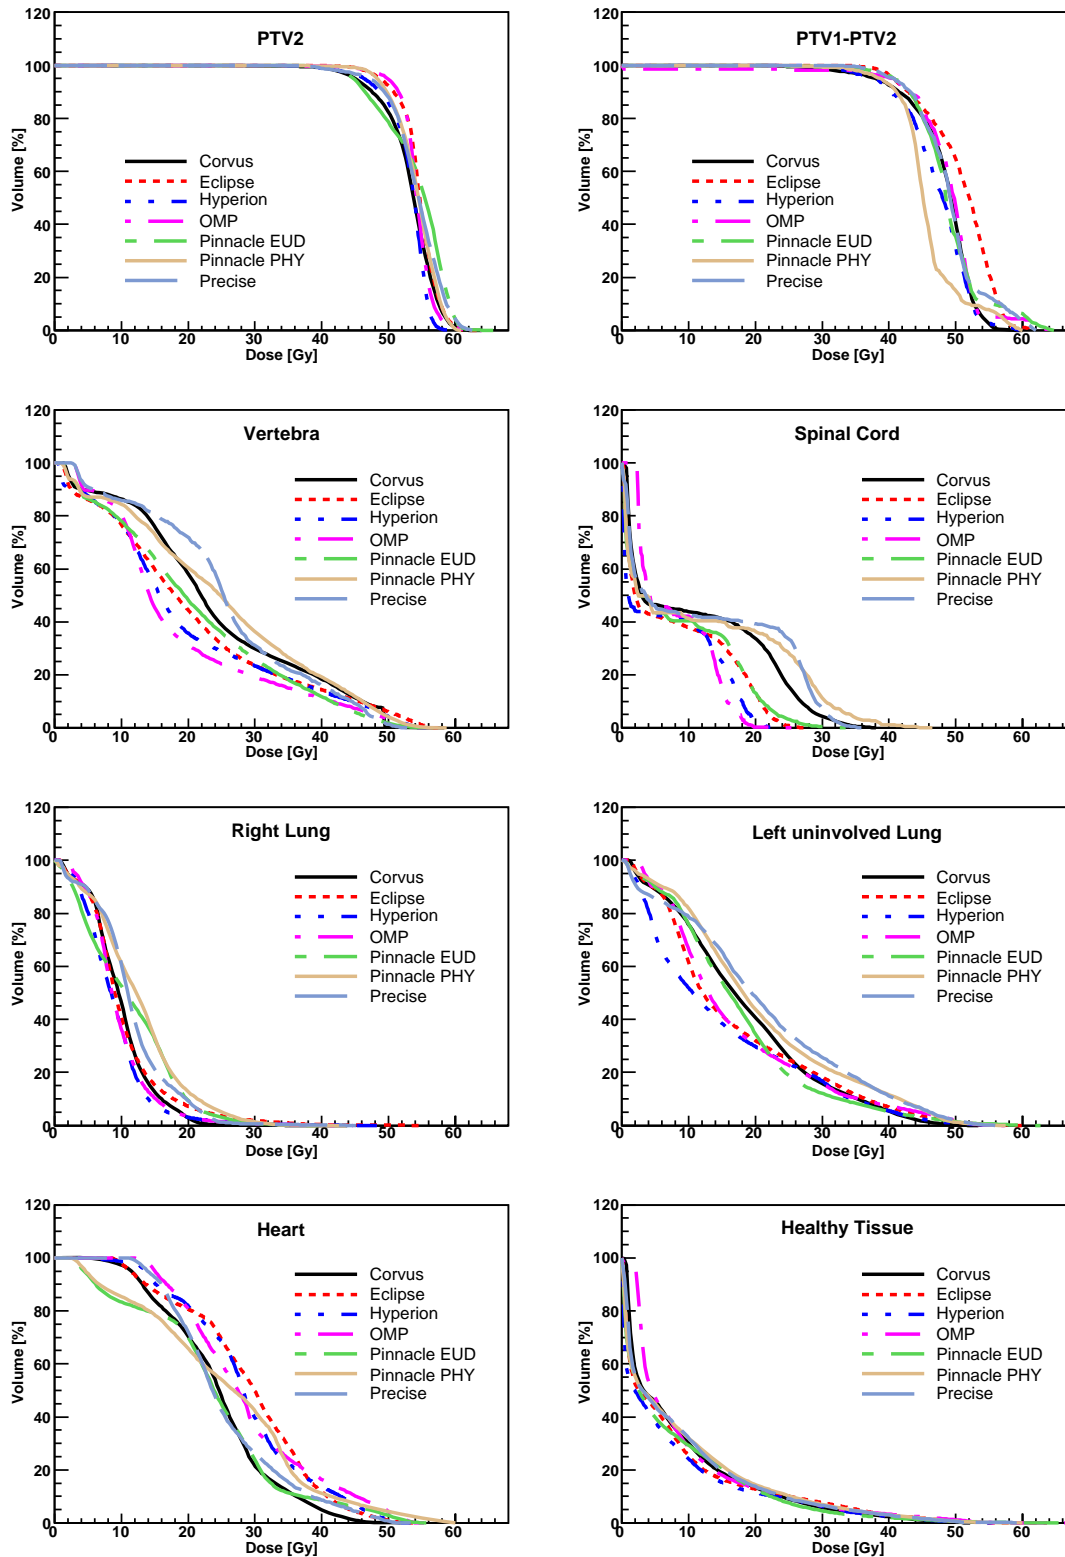 PTV2
Volume [%]
120
100
80
60
40
20
0
Corvus
Eclipse
Hyperion
OMP
Pinnacle EUD
Pinnacle PHY
Precise
0 10 20 30 40 50 60
Dose [Gy]
PTV1-PTV2
Volume [%]
120
100
80
60
40
20
0
Corvus
Eclipse
Hyperion
OMP
Pinnacle EUD
Pinnacle PHY
Precise
0 10 20 30 40 50 60
Dose [Gy]
Vertebra
Volume [%]
120
100
80
60
40
20
0
Corvus
Eclipse
Hyperion
OMP
Pinnacle EUD
Pinnacle PHY
Precise
0 10 20 30 40 50 60
Dose [Gy]
Spinal Cord
Volume [%]
120
100
80
60
40
20
0
Corvus
Eclipse
Hyperion
OMP
Pinnacle EUD
Pinnacle PHY
Precise
0 10 20 30 40 50 60
Dose [Gy]
Right Lung
Volume [%]
120
100
80
60
40
20
0
Corvus
Eclipse
Hyperion
OMP
Pinnacle EUD
Pinnacle PHY
Precise
0 10 20 30 40 50 60
Dose [Gy]
Left uninvolved Lung
Volume [%]
120
100
80
60
40
20
0
Corvus
Eclipse
Hyperion
OMP
Pinnacle EUD
Pinnacle PHY
Precise
0 10 20 30 40 50 60
Dose [Gy]
Heart
Volume [%]
120
100
80
60
40
20
0
Corvus
Eclipse
Hyperion
OMP
Pinnacle EUD
Pinnacle PHY
Precise
0 10 20 30 40 50 60
Dose [Gy]
Healthy Tissue
Volume [%]
120
100
80
60
40
20
0
Corvus
Eclipse
Hyperion
OMP
Pinnacle EUD
Pinnacle PHY
Precise
0 10 20 30 40 50 60
Dose [Gy]